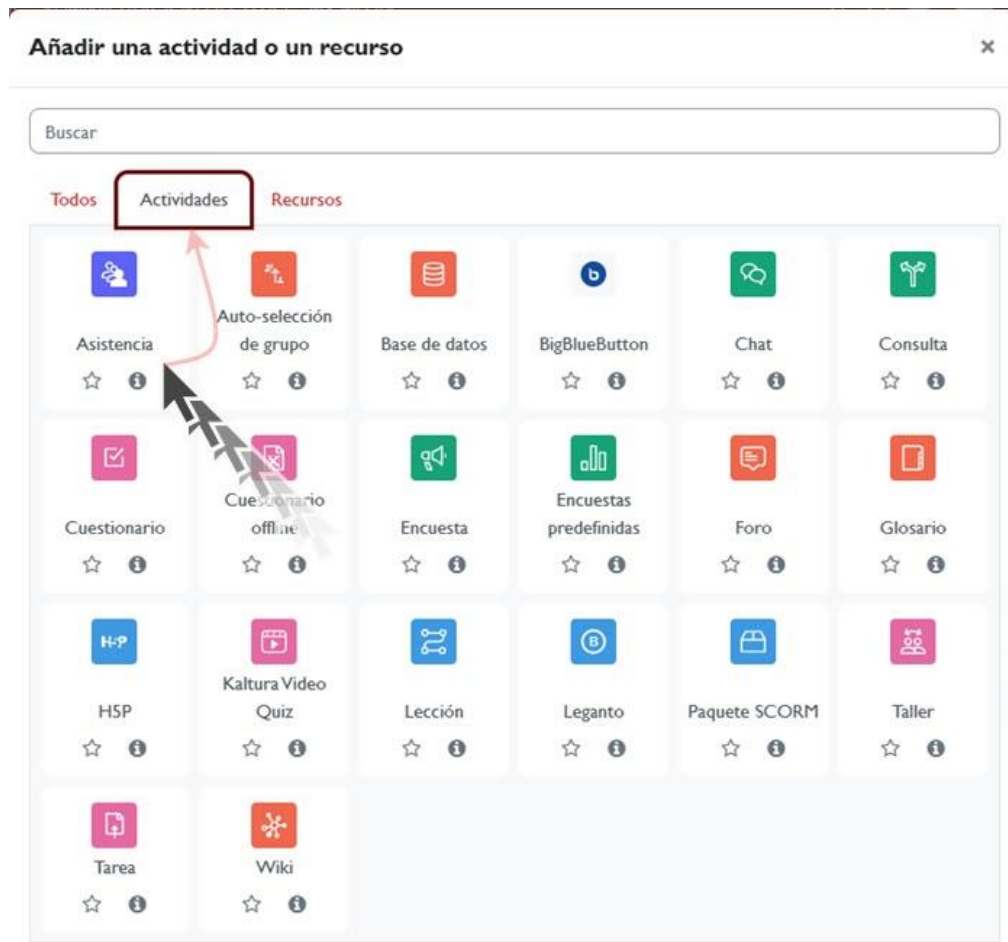 Añadir una actividad o un recurso
Buscar
Todos Actividades Recursos
Auto-selección
Asistencia de grupo Base de datos BigBlueButton Chat Consulta
Cuestionario Encuestas
Cuestionario offline Encuesta predefinidas Foro Glosario
H5P
Kaltura Video
H5P Quiz Lección Leganto Paquete SCORM Taller
Tarea Wiki